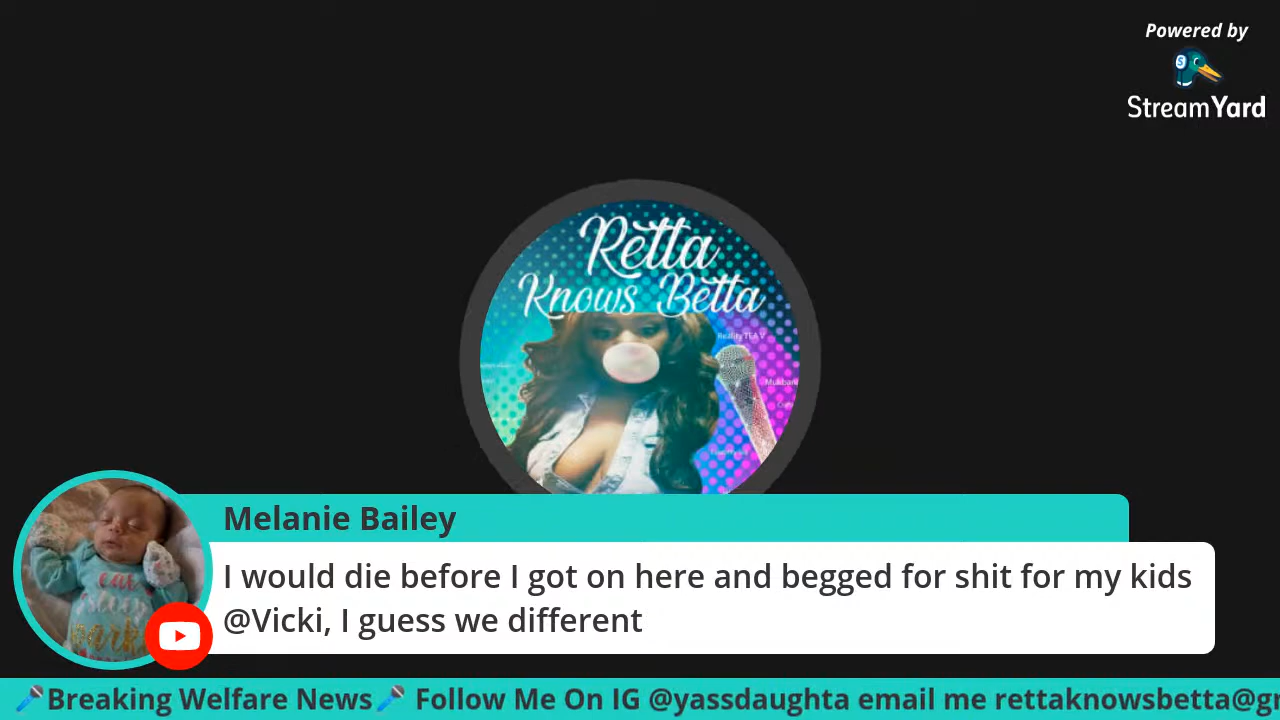 Powered by
StreamYard
Retta
Knows Betta
Melanie Bailey
I would die before I got on here and begged for shit for my kids
@Vicki, I guess we different
🎤Breaking Welfare News🎤 Follow Me On IG @yassdaughta email me rettaknowsbetta@g